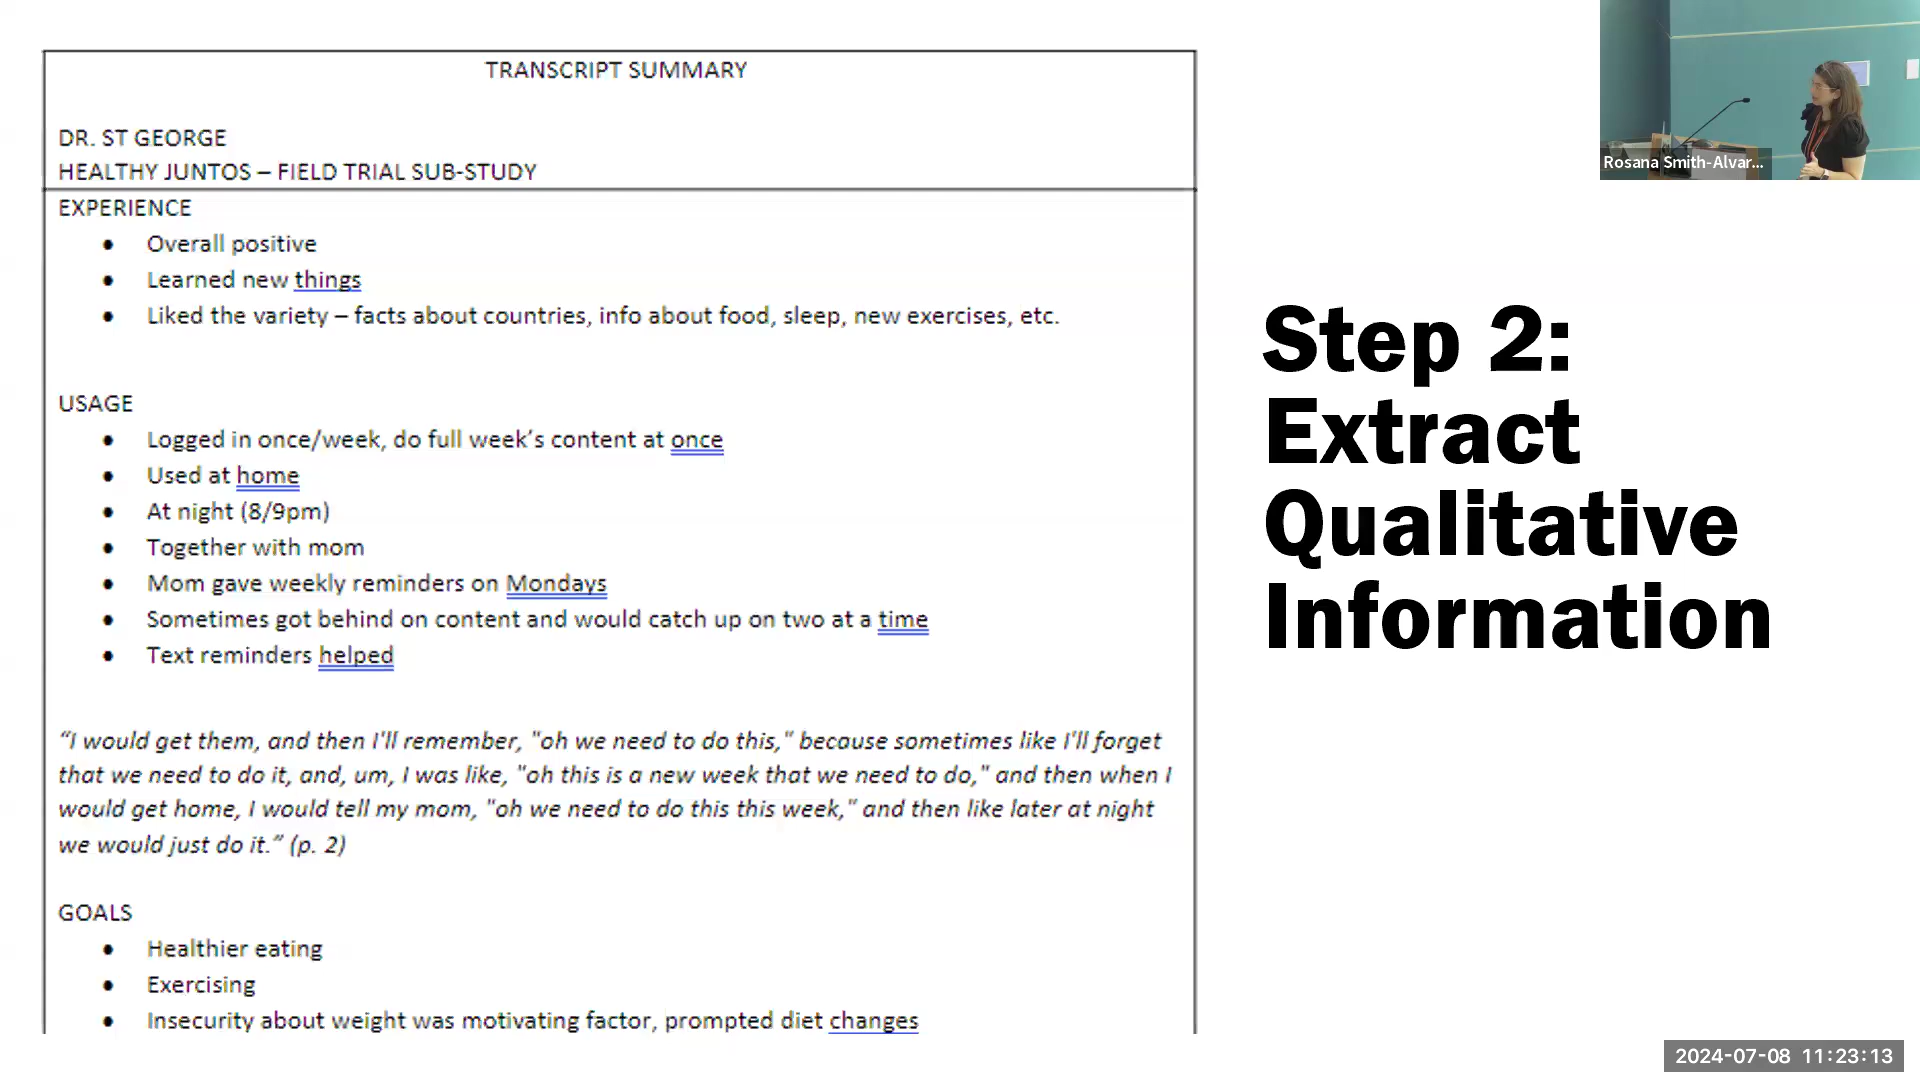 TRANSCRIPT SUMMARY
DR. ST GEORGE
HEALTHY JUNTOS – FIELD TRIAL SUB-STUDY
EXPERIENCE
• Overall positive
• Learned new things
• Liked the variety – facts about countries, info about food, sleep, new exercises, etc.
USAGE
• Logged in once/week, do full week's content at once
• Used at home
• At night (8/9pm)
• Together with mom
• Mom gave weekly reminders on Mondays
• Sometimes got behind on content and would catch up on two at a time
• Text reminders helped
“I would get them, and then I'll remember, "oh we need to do this," because sometimes like I'll forget
that we need to do it, and, um, I was like, "oh this is a new week that we need to do," and then when I
would get home, I would tell my mom, "oh we need to do this this week," and then like later at night
we would just do it.” (p. 2)
GOALS
• Healthier eating
• Exercising
• Insecurity about weight was motivating factor, prompted diet changes
Step 2:
Extract
Qualitative
Information
Rosana Smith-Alvar...
2024-07-08 11:23:13